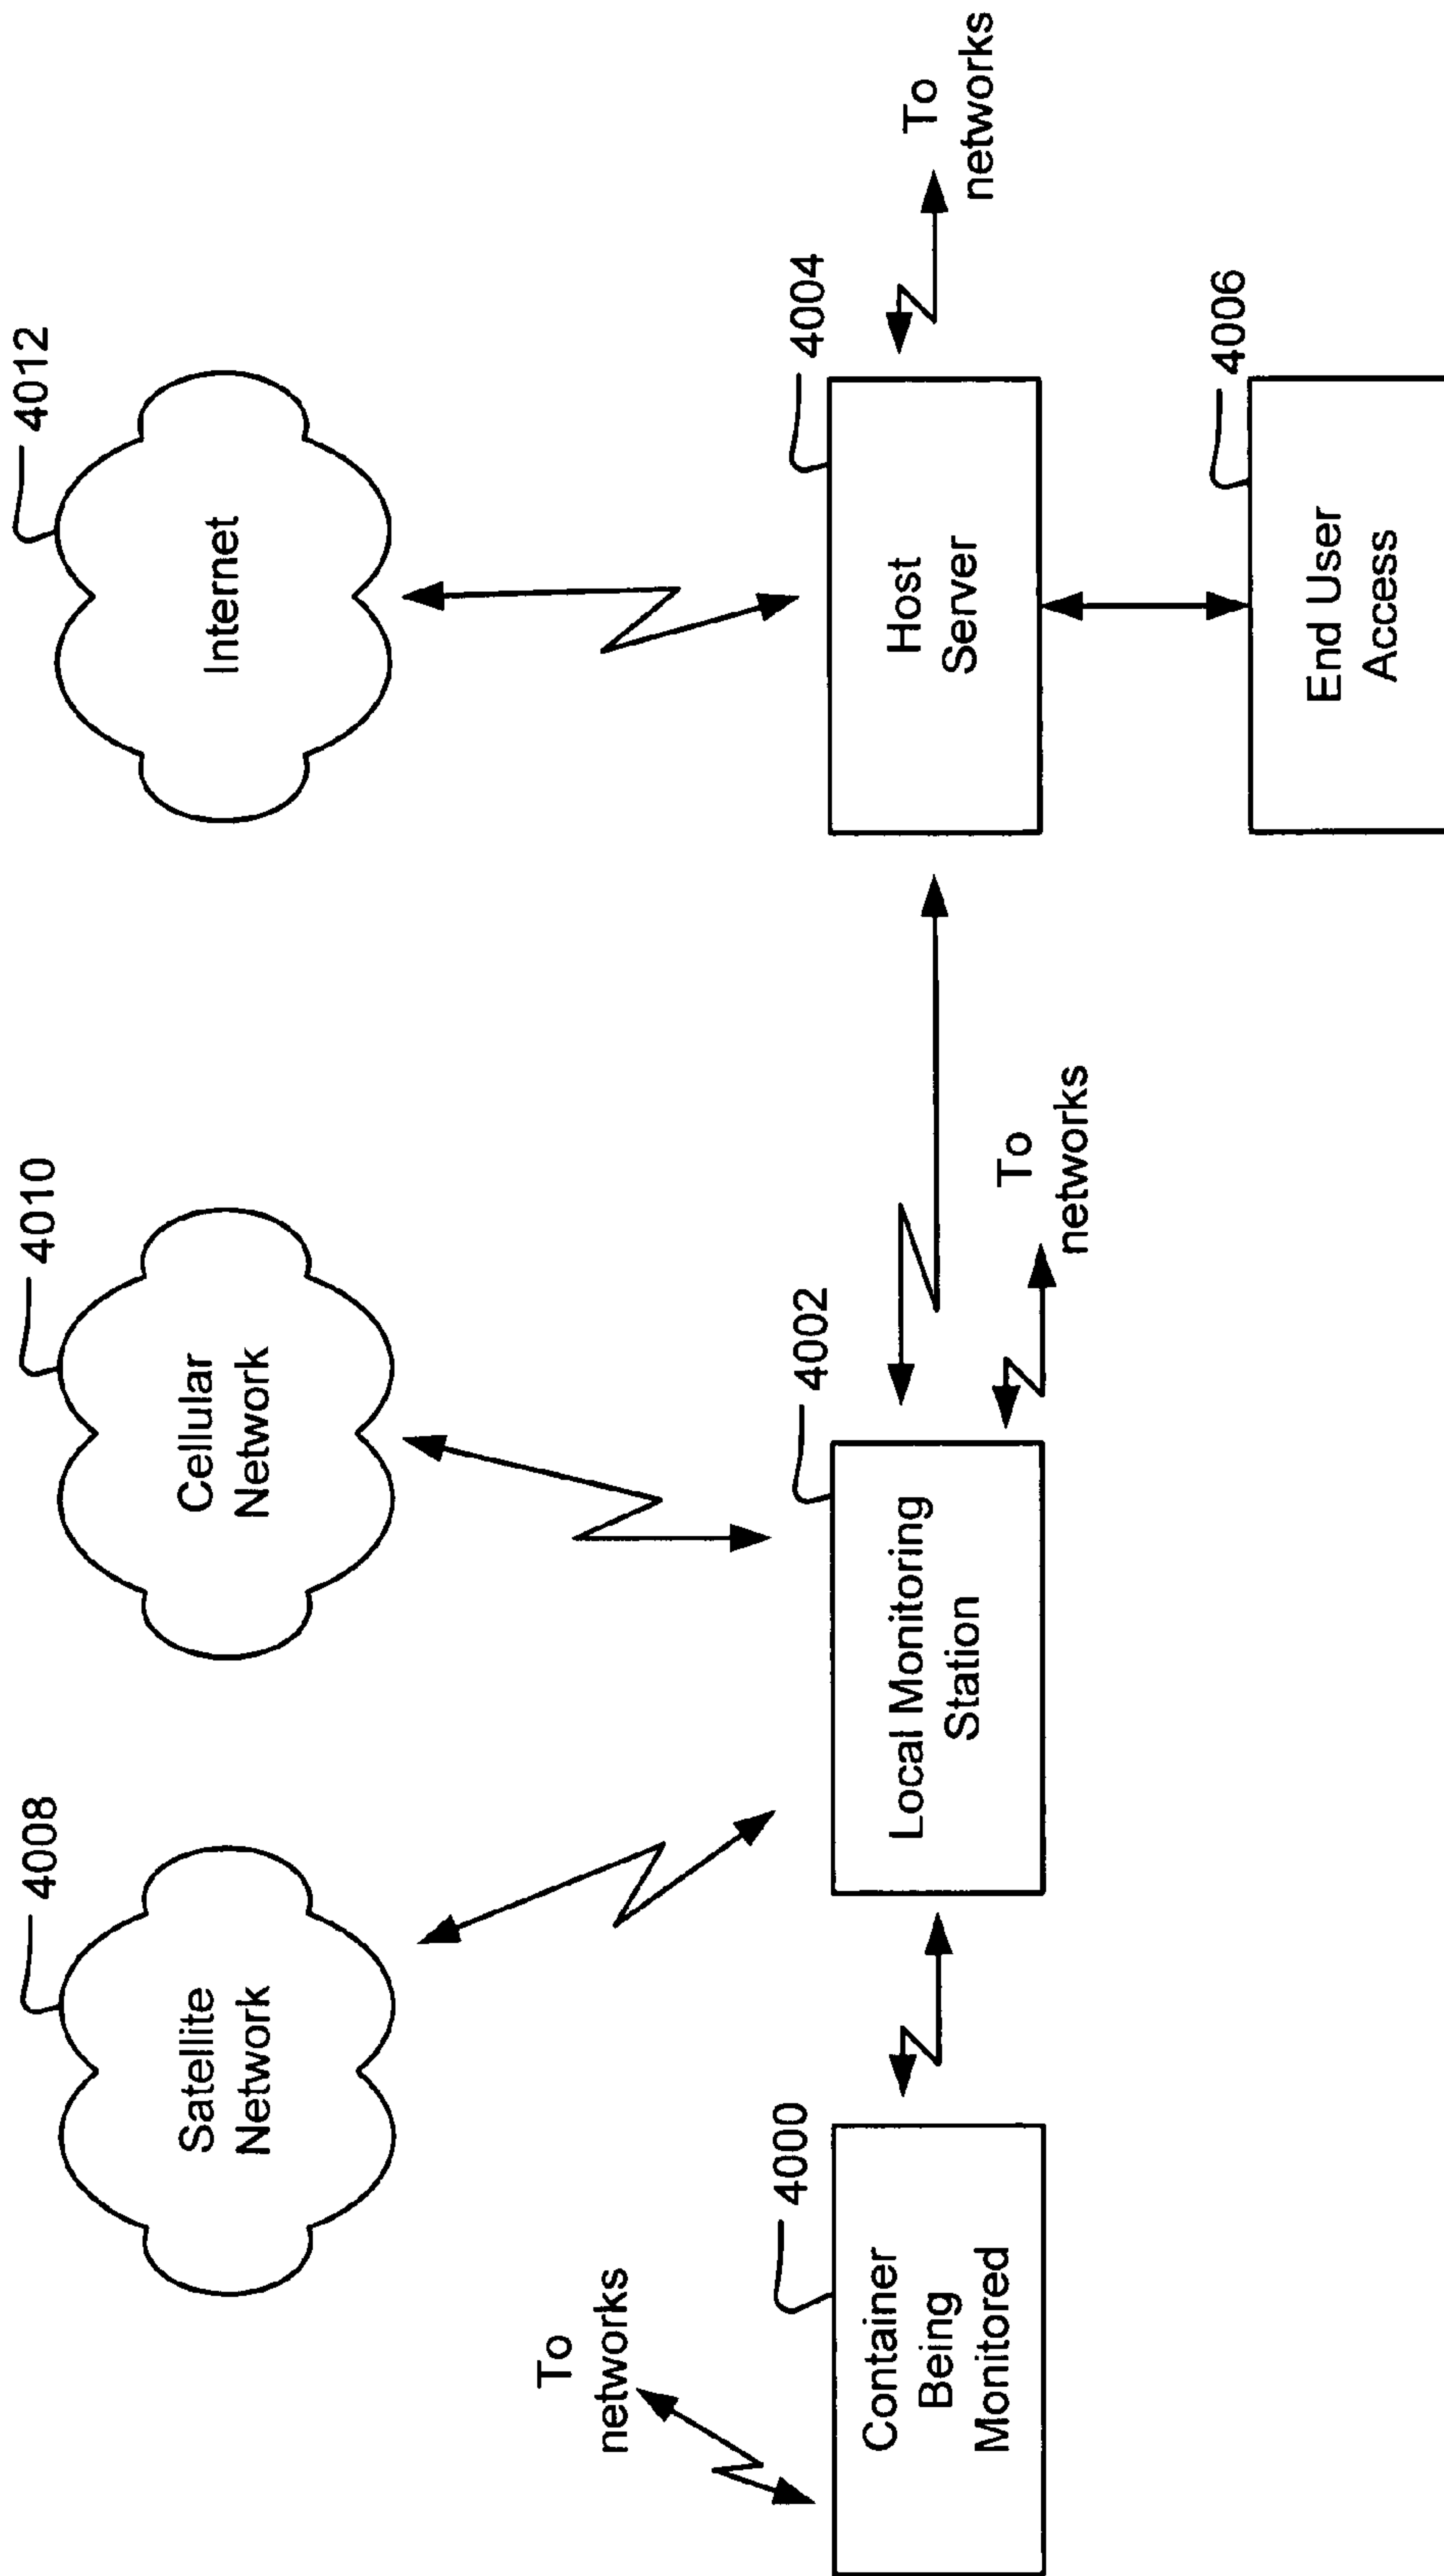 4008
Satellite
Network
4010
Cellular
Network
4012
Internet
To
networks
4000
Container
Being
Monitored
4002
Local Monitoring
Station
To
networks
4004
Host
Server
To
networks
4006
End User
Access